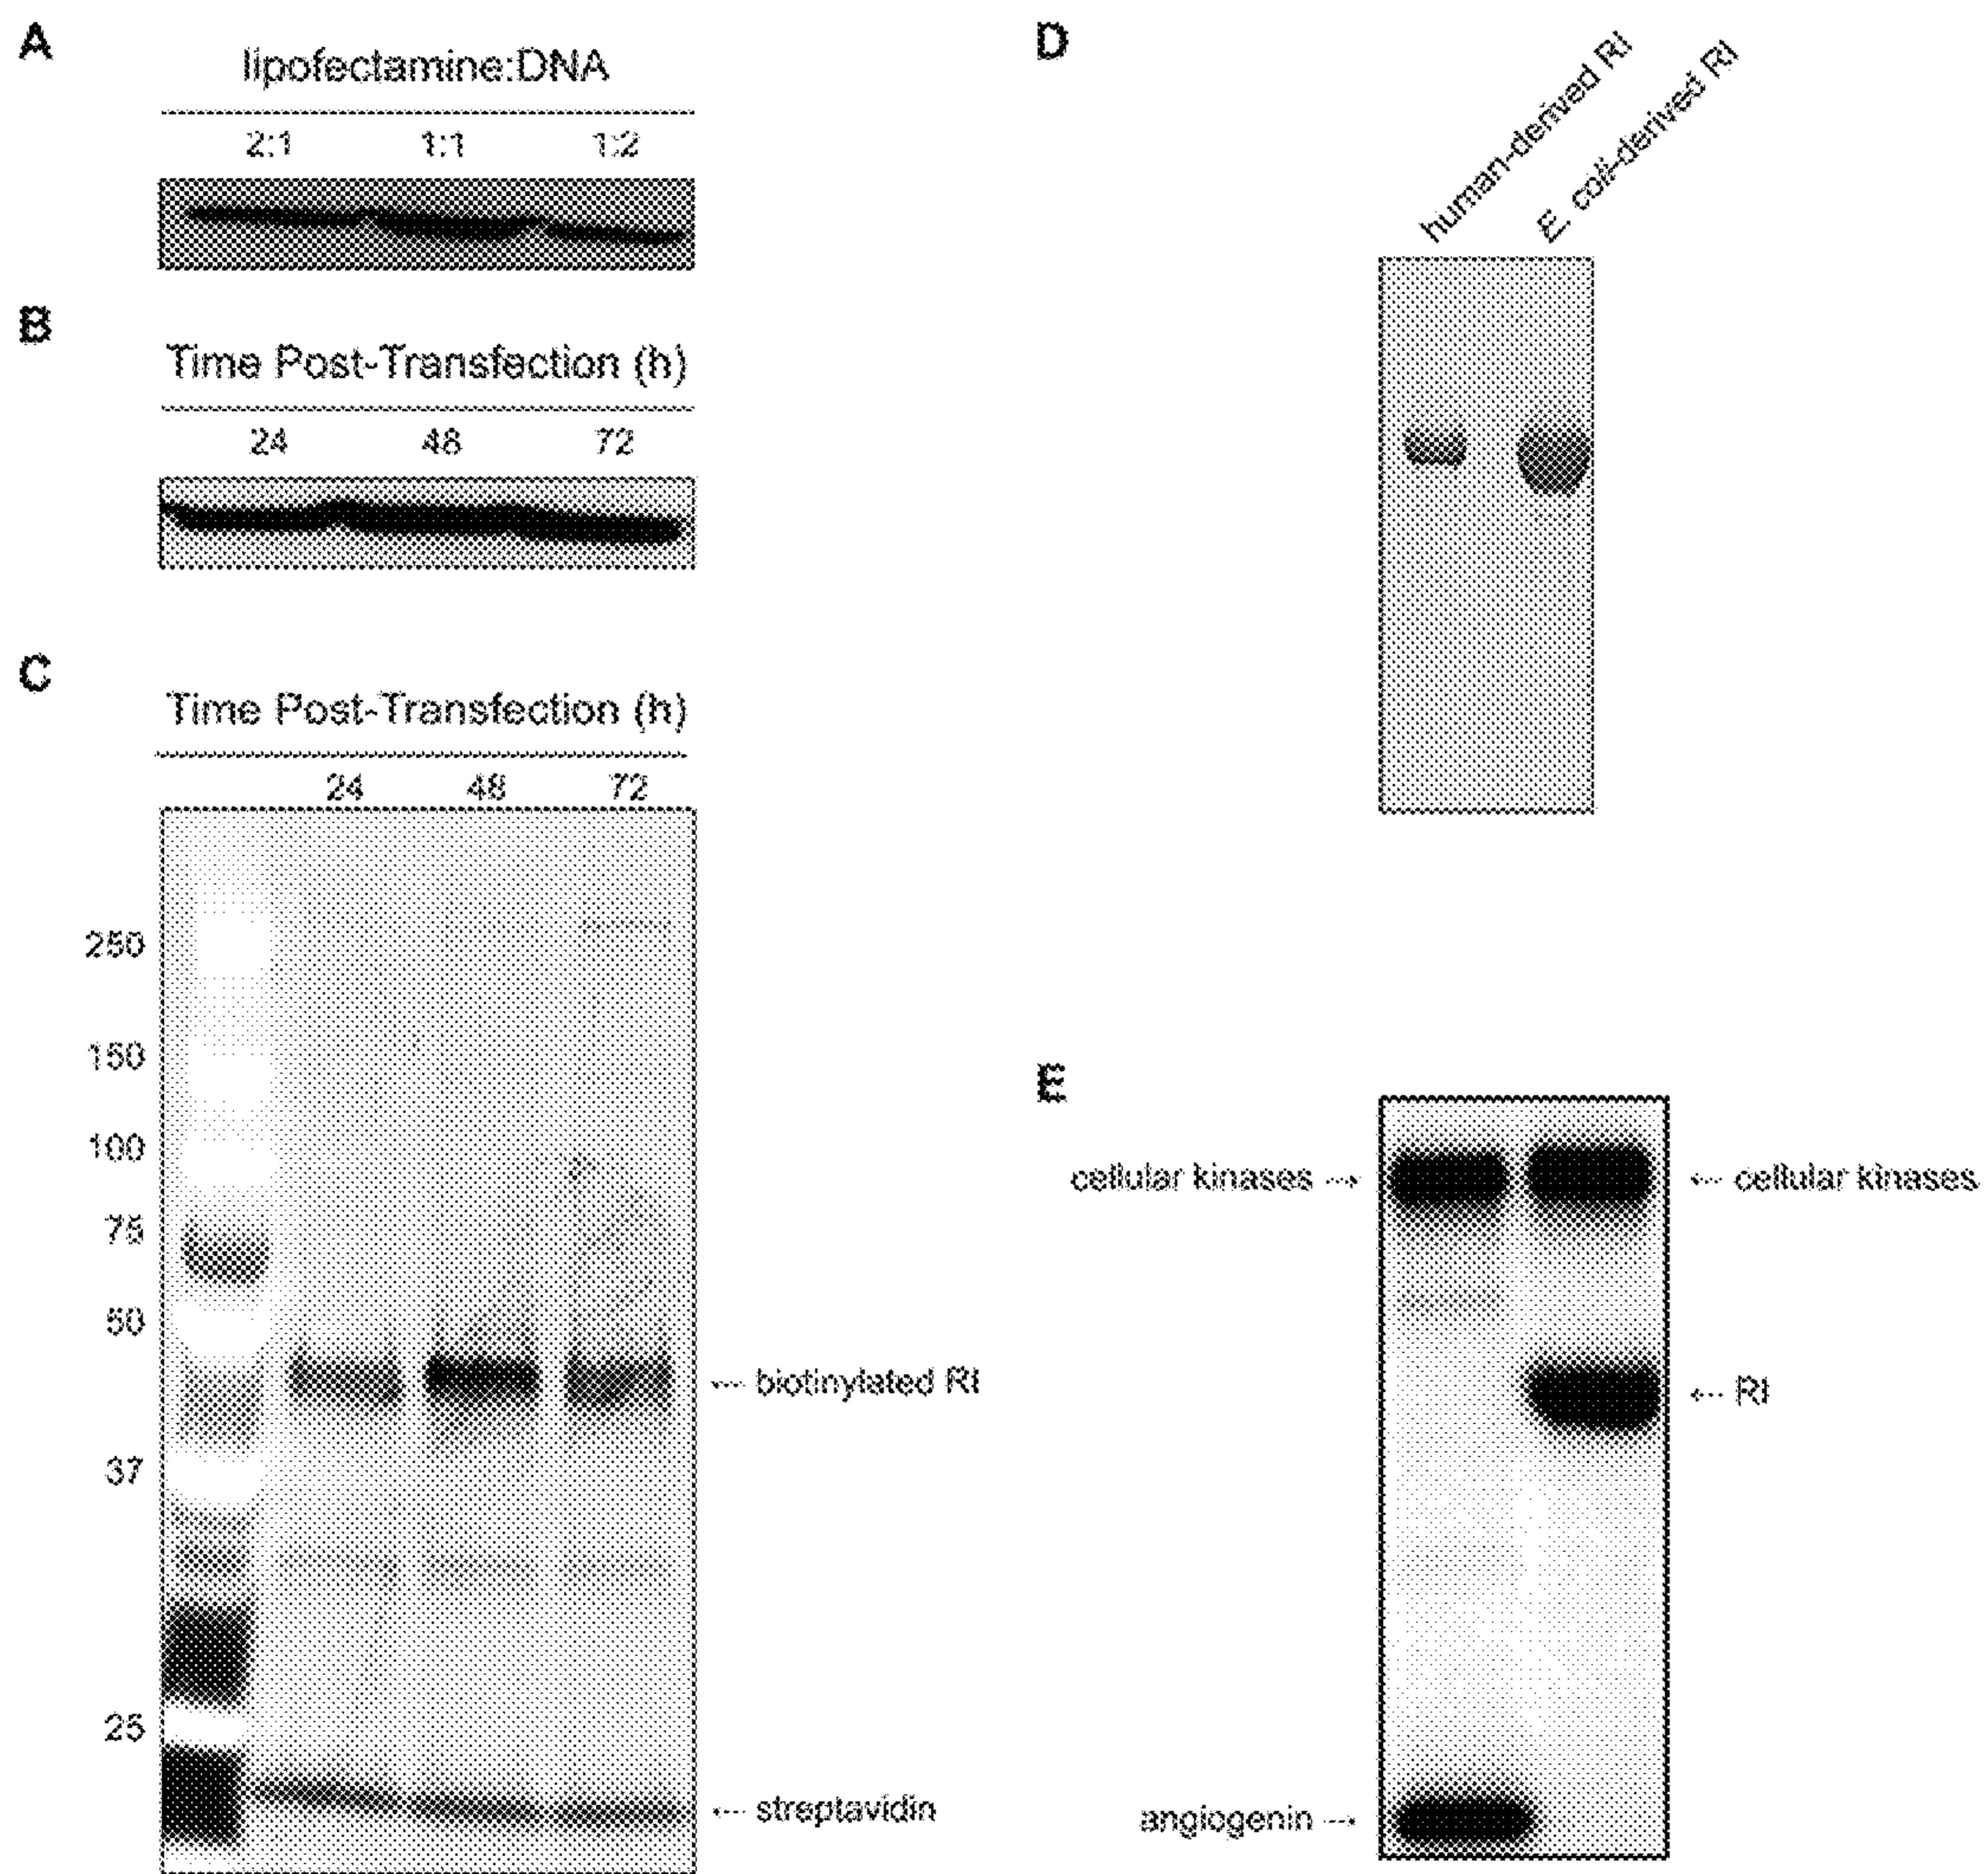 A
lipofectamine:DNA
2:1 1:1 1:2
B
Time Post-Transfection (h)
24 48 72
C
Time Post-Transfection (h)
24 48 72
250
150
100
75
50
37
25
← biotinylated RI
← streptavidin
D
human-derived RI
E. coli-derived RI
E
cellular kinases →
← cellular kinases
← RI
angiogenin →